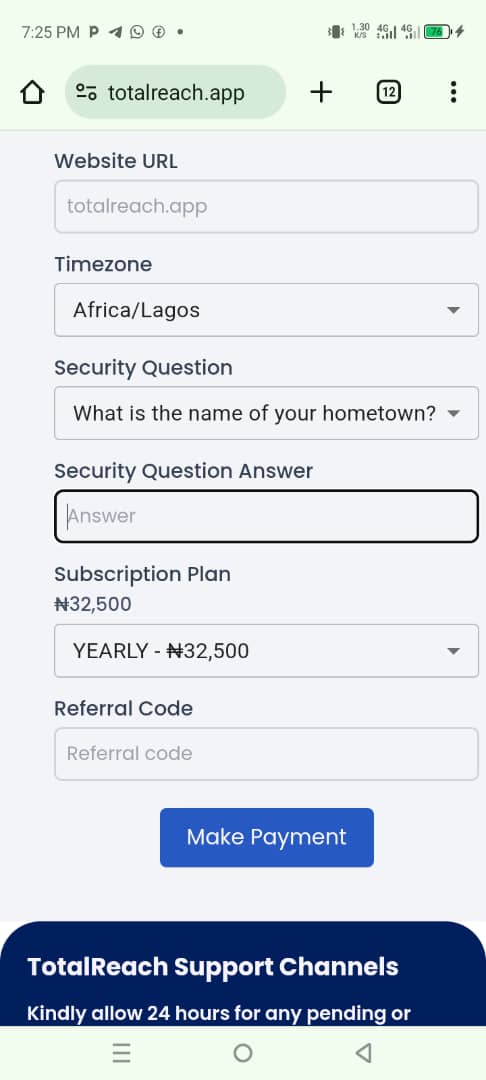 7:25 PM
1.30
K/S
4G
4G
76
totalreach.app
12
Website URL
totalreach.app
Timezone
Africa/Lagos
Security Question
What is the name of your hometown?
Security Question Answer
Answer
Subscription Plan
₦32,500
YEARLY - ₦32,500
Referral Code
Referral code
Make Payment
TotalReach Support Channels
Kindly allow 24 hours for any pending or